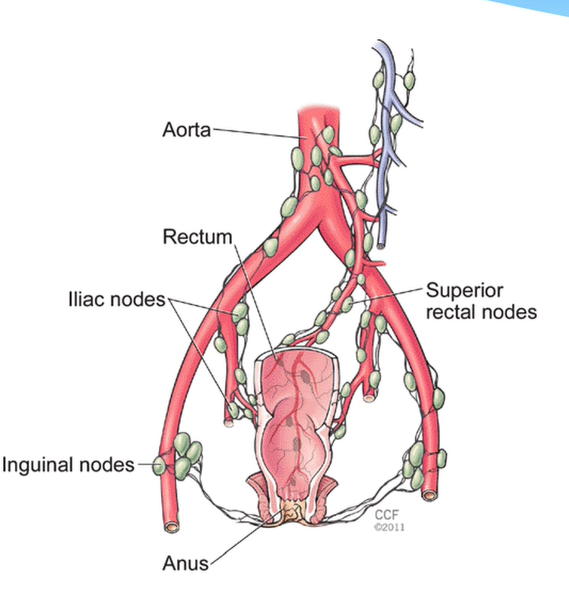 Aorta
Rectum
Iliac nodes
Superior
rectal nodes
Inguinal nodes
CCF
©2011
Anus